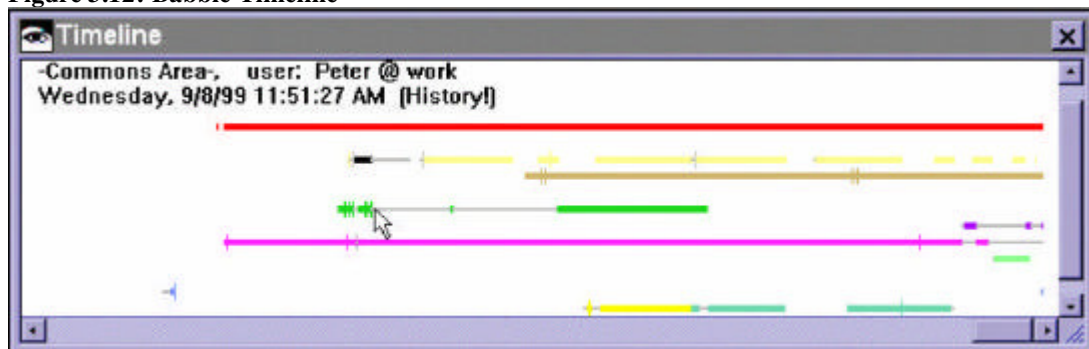 Figure 3.12: Babble Timeline
Timeline
-Commons Area-, user: Peter @ work
Wednesday, 9/8/99 11:51:27 AM (History!)